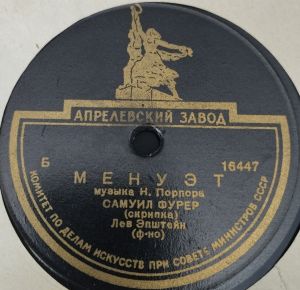 АПРЕЛЕВСКИЙ ЗАВОД
Б 16447
МЕНУЭТ
музыка Н. Порпора
САМУИЛ ФУРЕР
(скрипка)
Лев Эпштейн
(ф-но)
КОМИТЕТ ПО ДЕЛАМ ИСКУССТВ ПРИ СОВЕТЕ МИНИСТРОВ СССР